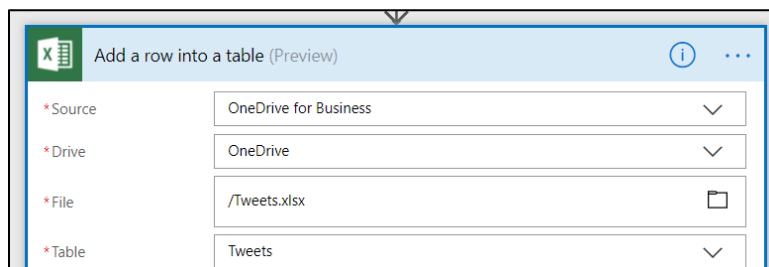 Add a row into a table (Preview)
*Source OneDrive for Business
*Drive OneDrive
*File /Tweets.xlsx
*Table Tweets